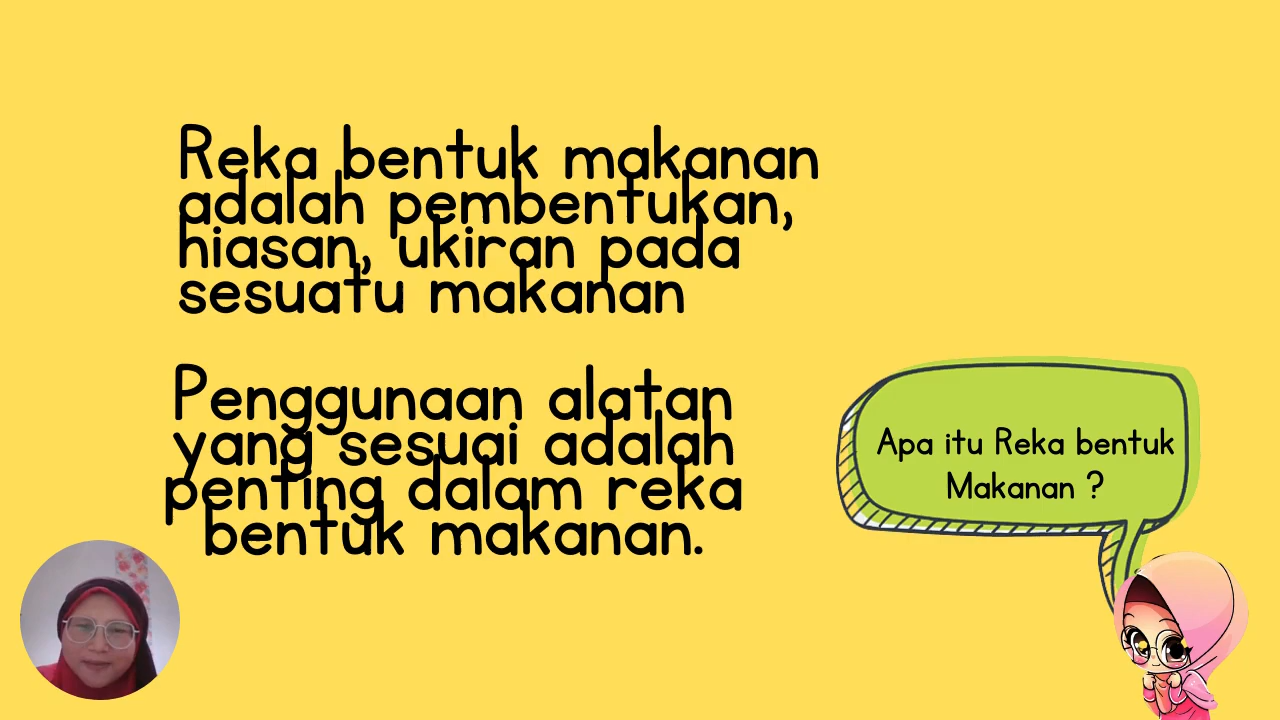 Reka bentuk makanan
adalah pembentukan,
hiasan, ukiran pada
sesuatu makanan
Penggunaan alatan
yang sesuai adalah
penting dalam reka
bentuk makanan.
Apa itu Reka bentuk
Makanan ?